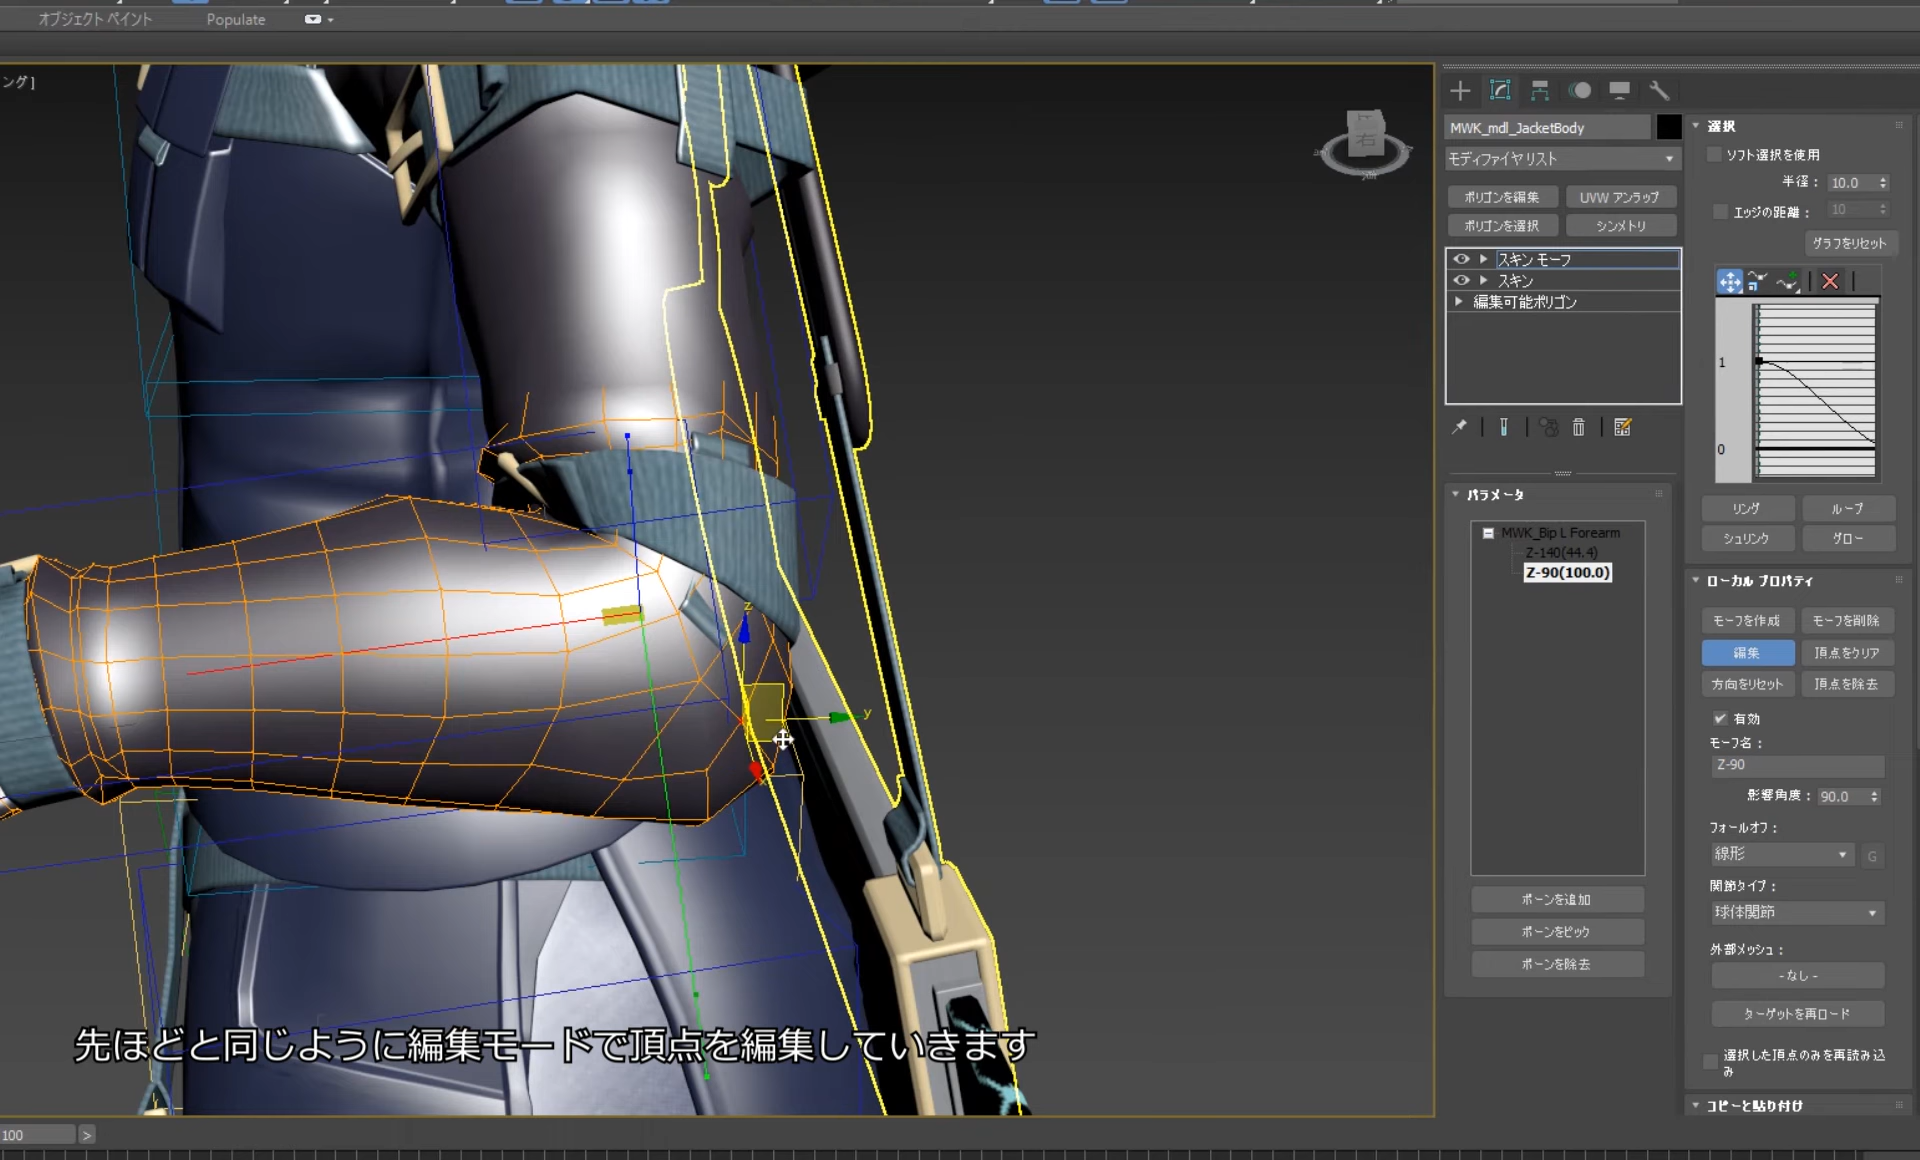 オブジェクト ペイント
Populate
ング ]
右
MWK_mdl_JacketBody
モディファイヤ リスト
ポリゴンを編集
UVW アンラップ
ポリゴンを選択
シンメトリ
スキン モーフ
スキン
編集可能ポリゴン
パラメータ
MWK_Bip L Forearm
Z-140(44.4)
Z-90(100.0)
ボーンを追加
ボーンをピック
ボーンを除去
選択
ソフト選択を使用
半径 :
10.0
エッジの距離 :
10
グラフをリセット
1
0
リング
ループ
シュリンク
グロー
ローカル プロパティ
モーフを作成
モーフを削除
編集
頂点をクリア
方向をリセット
頂点を除去
有効
モーフ名 :
Z-90
影響角度 :
90.0
フォールオフ :
線形
G
関節タイプ :
球体関節
外部メッシュ :
- なし -
ターゲットを再ロード
選択した頂点のみを再読み込
み
コピーと貼り付け
z
y
x
先ほどと同じように編集モードで頂点を編集していきます
100
>